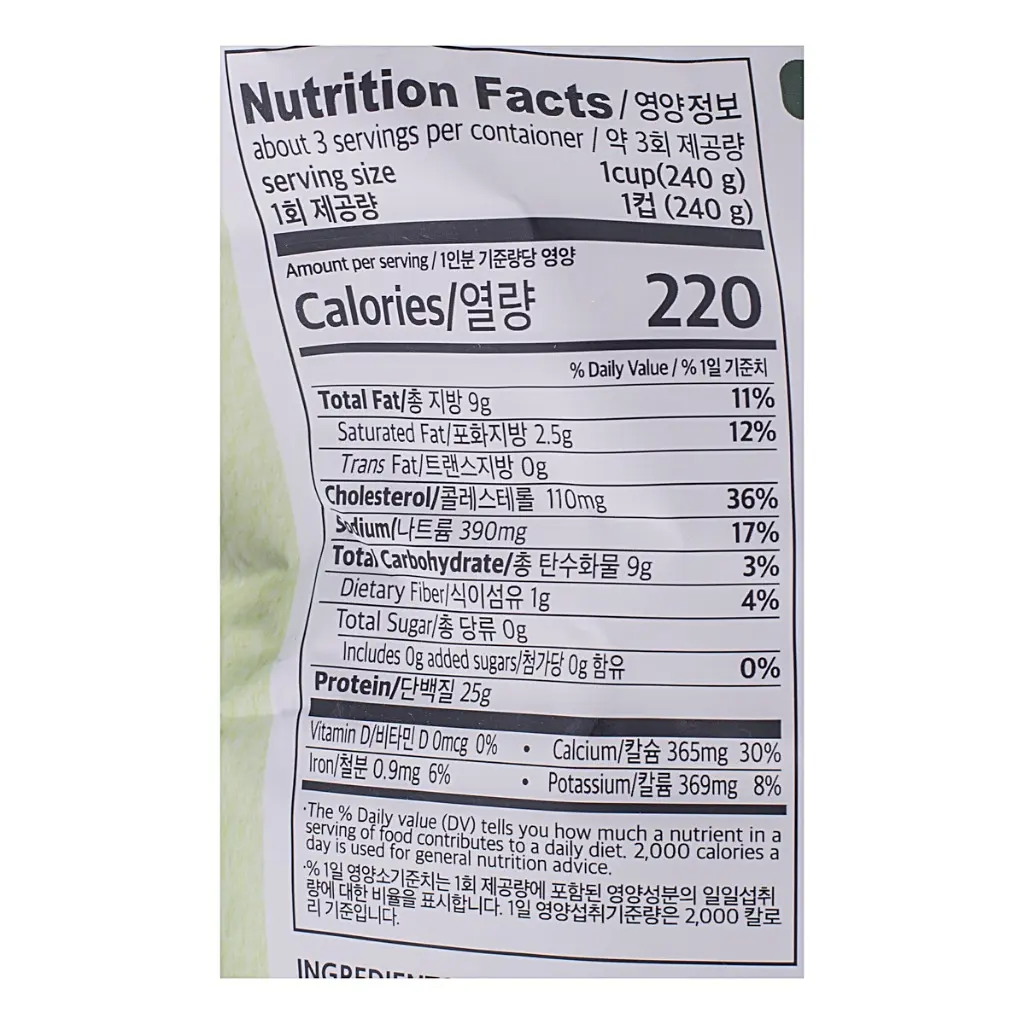 Nutrition Facts/영양정보
about 3 servings per contaioner / 약 3회 제공량
serving size 1cup(240 g)
1회 제공량 1컵 (240 g)
Amount per serving/1인분 기준량당 영양
Calories/열량 220
% Daily Value / % 1일 기준치
Total Fat/총 지방 9g 11%
Saturated Fat/포화지방 2.5g 12%
Trans Fat/트랜스지방 0g
Cholesterol/콜레스테롤 110mg 36%
Sodium/나트륨 390mg 17%
Total Carbohydrate/총 탄수화물 9g 3%
Dietary Fiber/식이섬유 1g 4%
Total Sugar/총 당류 0g
Includes 0g added sugars/첨가당 0g 함유 0%
Protein/단백질 25g
Vitamin D/비타민 D 0mcg 0% • Calcium/칼슘 365mg 30%
Iron/철분 0.9mg 6% • Potassium/칼륨 369mg 8%
·The % Daily value (DV) tells you how much a nutrient in a
serving of food contributes to a daily diet. 2,000 calories a
day is used for general nutrition advice.
·% 1일 영양소기준치는 1회 제공량에 포함된 영양성분의 일일섭취
량에 대한 비율을 표시합니다. 1일 영양섭취기준량은 2,000 칼로
리 기준입니다.
INGREDIENTS